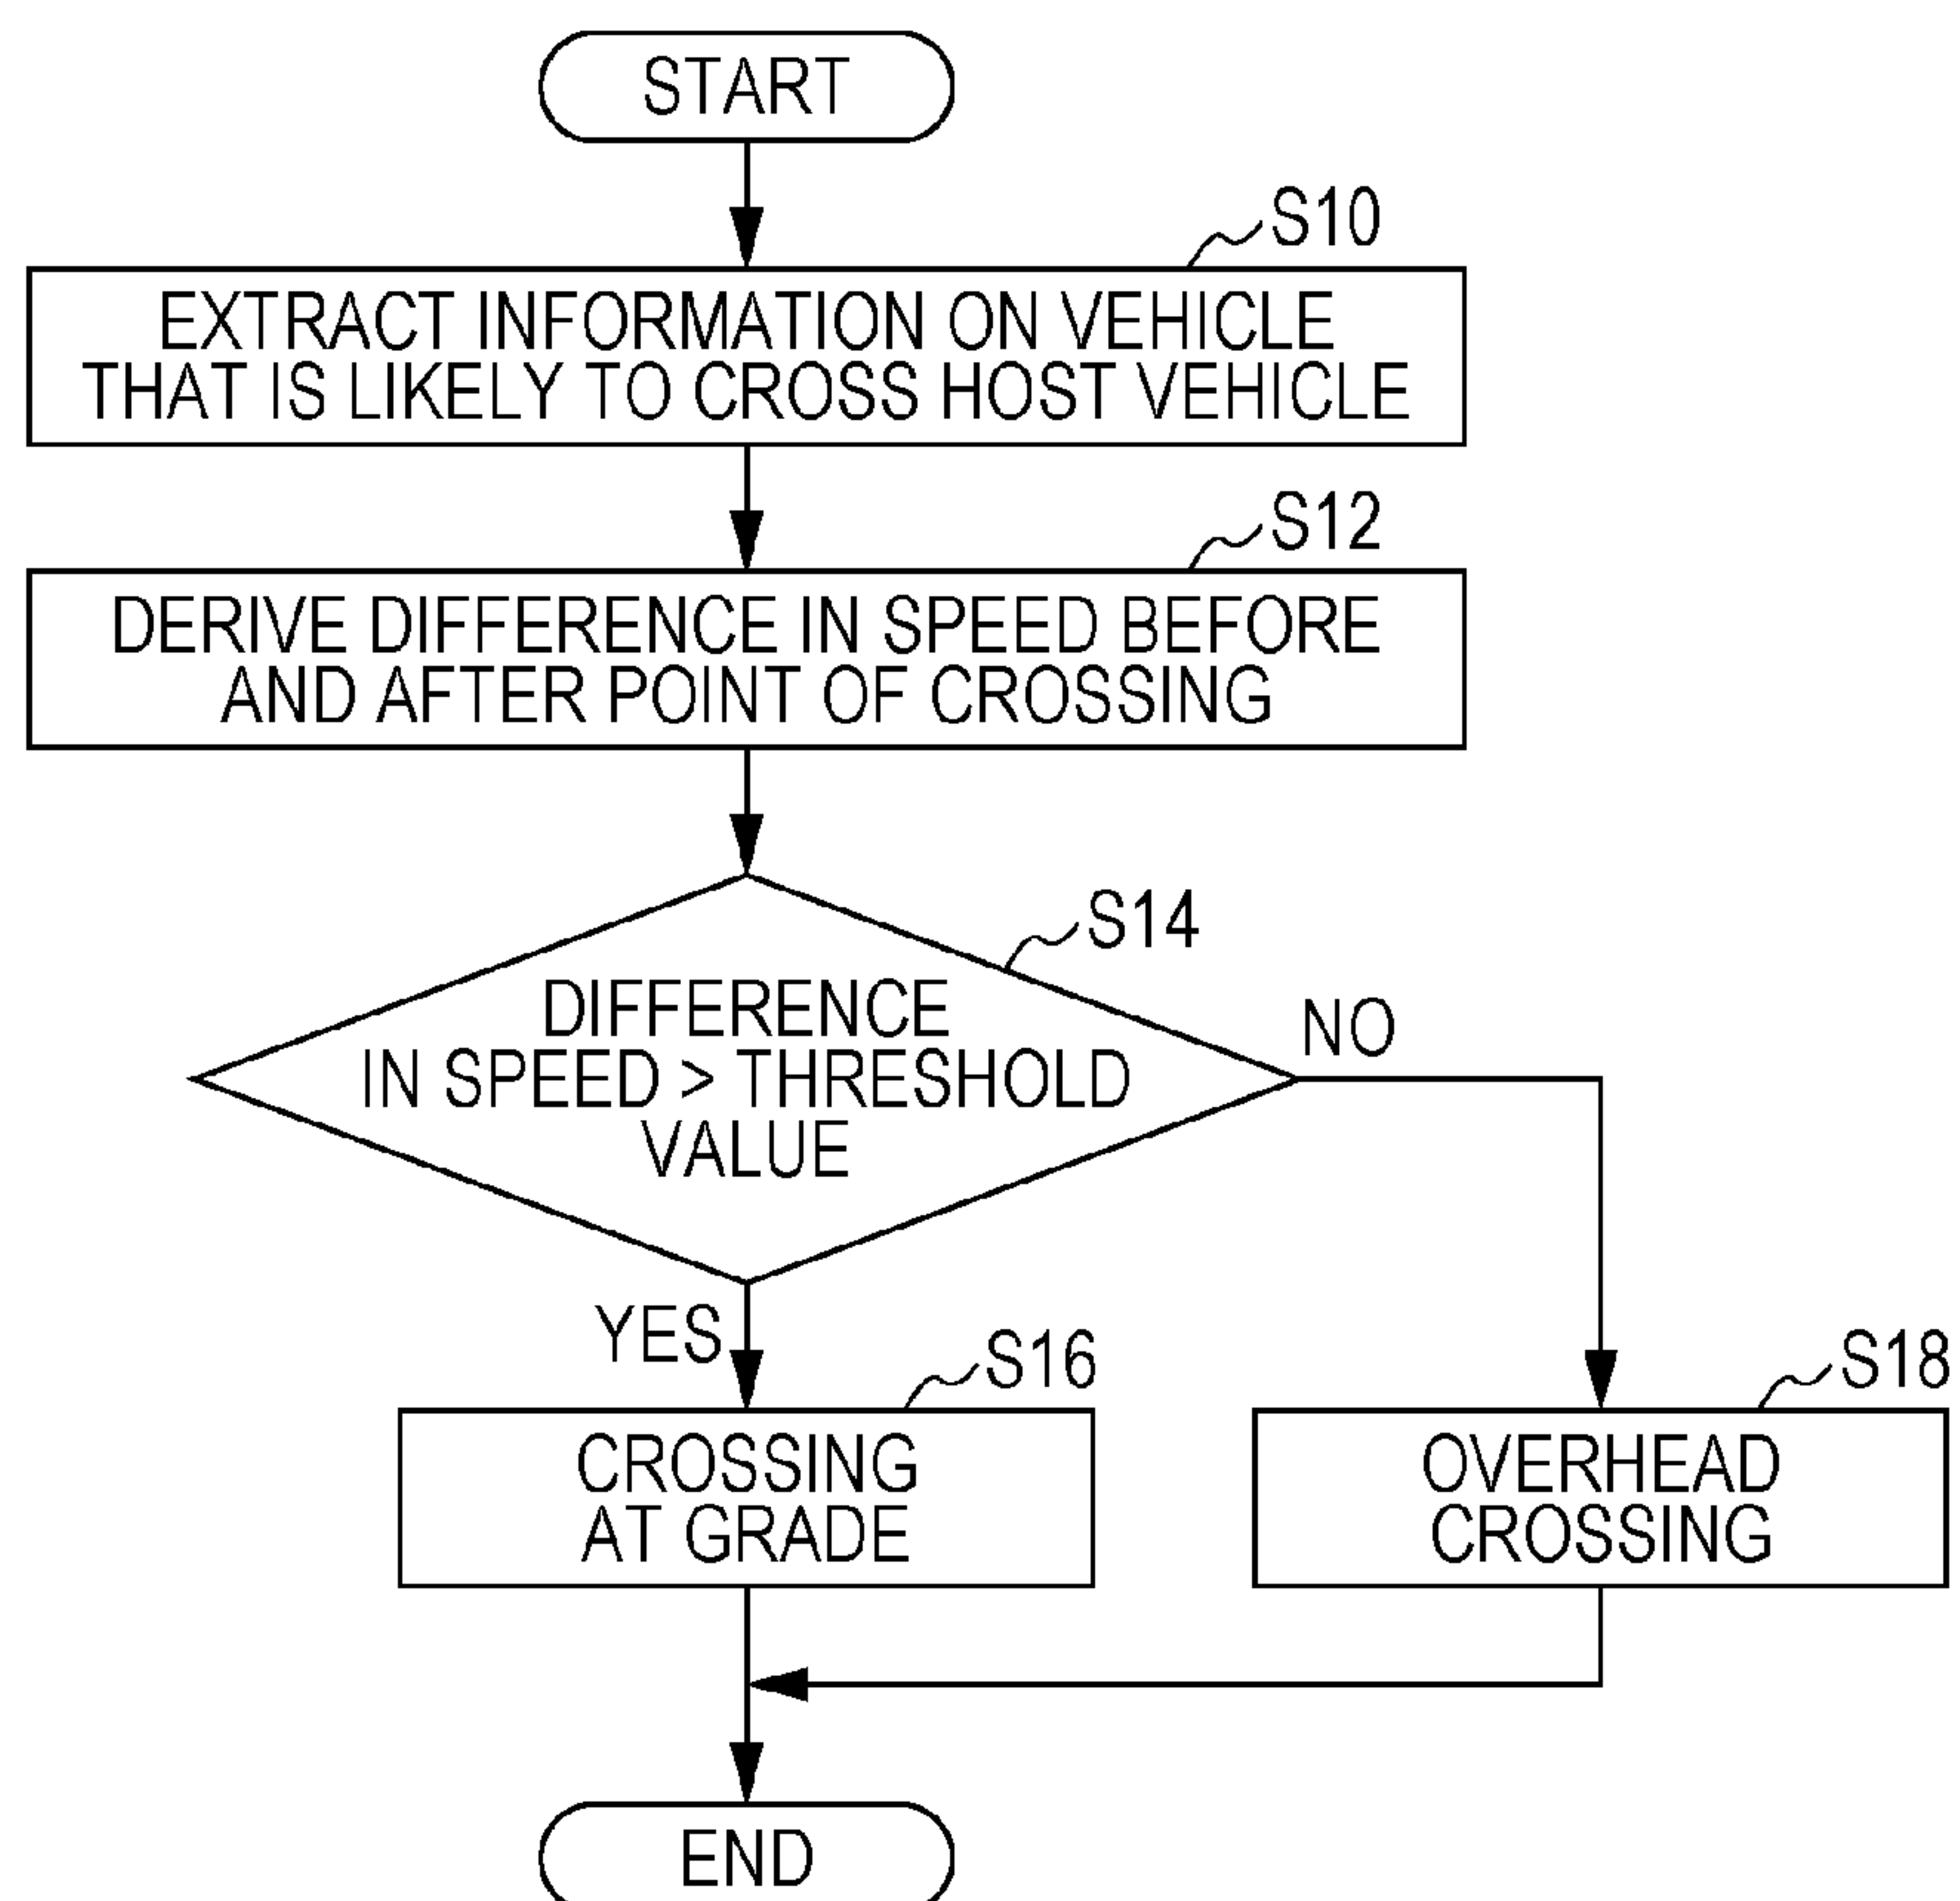 START
S10
EXTRACT INFORMATION ON VEHICLE
THAT IS LIKELY TO CROSS HOST VEHICLE
S12
DERIVE DIFFERENCE IN SPEED BEFORE
AND AFTER POINT OF CROSSING
S14
DIFFERENCE
IN SPEED > THRESHOLD
VALUE
NO
YES
S16
CROSSING
AT GRADE
S18
OVERHEAD
CROSSING
END